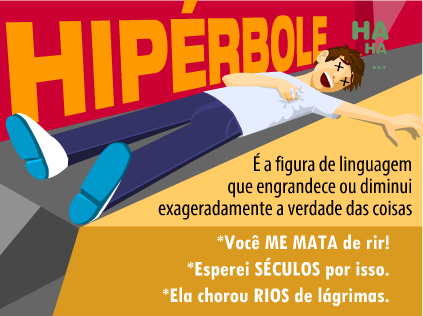 HIPÉRBOLE
HA
HA
...
É a figura de linguagem
que engrandece ou diminui
exageradamente a verdade das coisas
*Você ME MATA de rir!
*Esperei SÉCULOS por isso.
*Ela chorou RIOS de lágrimas.